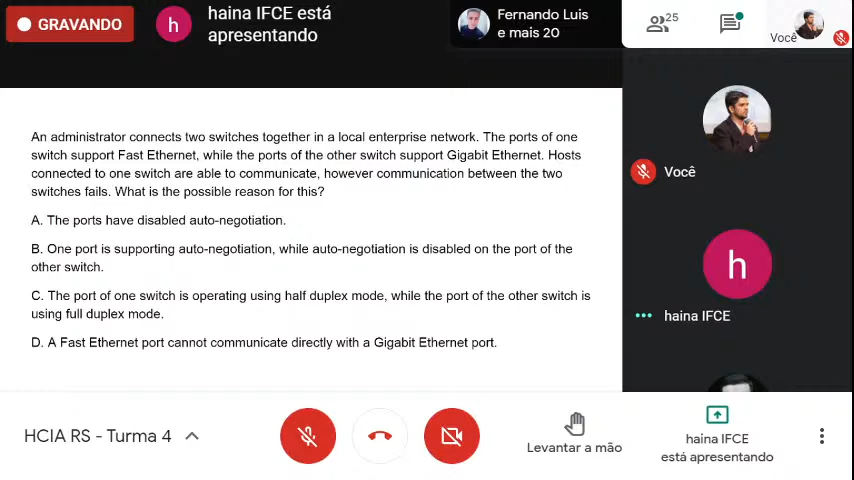 GRAVANDO
h
haina IFCE está
apresentando
Fernando Luis
e mais 20
25
Você
An administrator connects two switches together in a local enterprise network. The ports of one
switch support Fast Ethernet, while the ports of the other switch support Gigabit Ethernet. Hosts
connected to one switch are able to communicate, however communication between the two
switches fails. What is the possible reason for this?
A. The ports have disabled auto-negotiation.
B. One port is supporting auto-negotiation, while auto-negotiation is disabled on the port of the
other switch.
C. The port of one switch is operating using half duplex mode, while the port of the other switch is
using full duplex mode.
D. A Fast Ethernet port cannot communicate directly with a Gigabit Ethernet port.
Você
h
haina IFCE
HCIA RS - Turma 4
Levantar a mão
haina IFCE
está apresentando